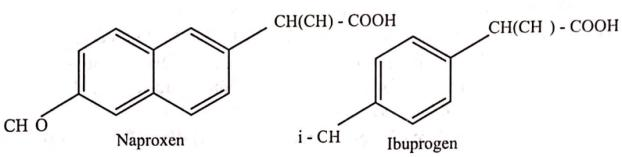 CH(CH) - COOH
CH(CH ) - COOH
CH O
Naproxen
i - CH
Ibuprogen